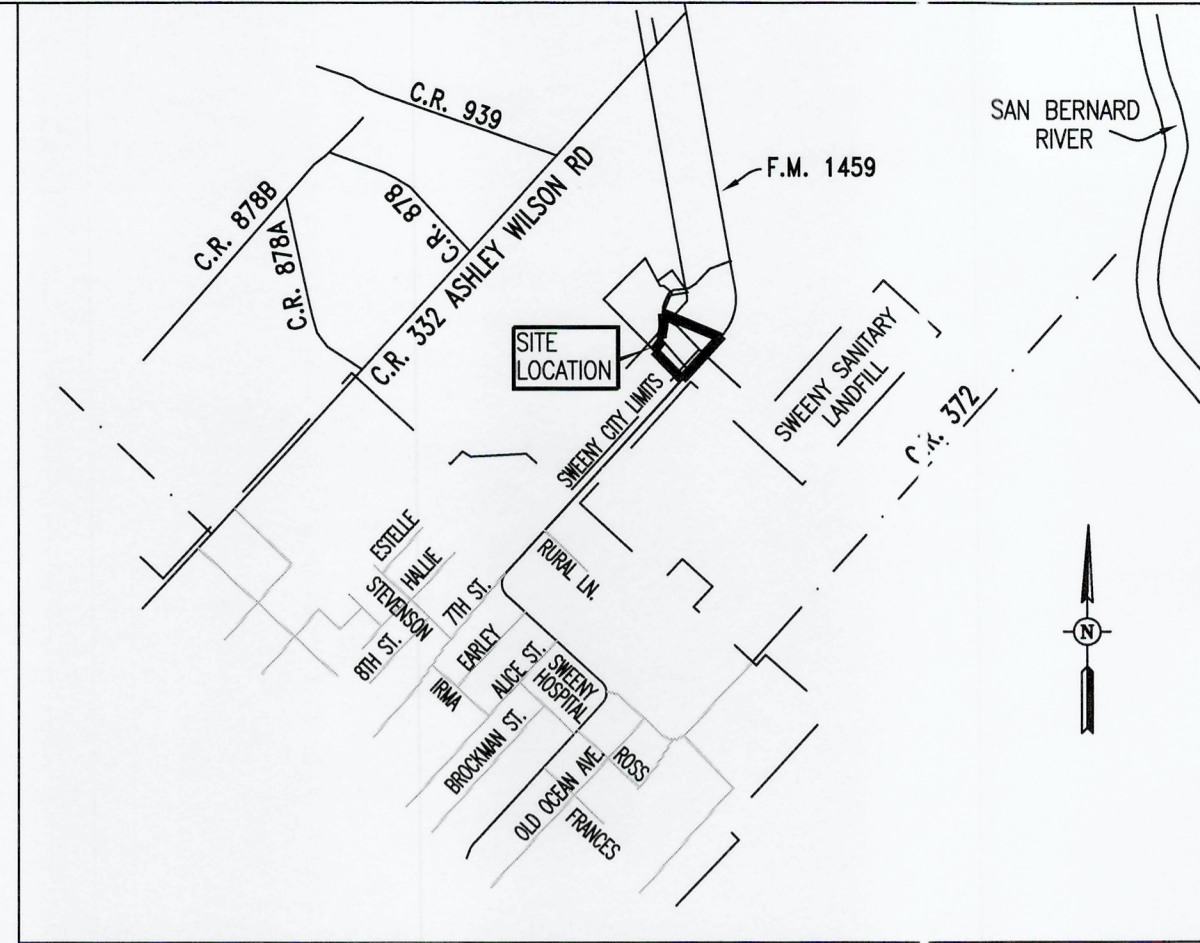 C.R. 939
SAN BERNARD
RIVER
F.M. 1459
C.R. 878B
C.R. 878A
C.R. 878
C.R. 332 ASHLEY WILSON RD
SITE
LOCATION
SWEENY CITY LIMITS
SWEENY SANITARY
LANDFILL
C.R. 372
ESTELLE
HALLIE
STEVENSON
8TH ST.
7TH ST.
RURAL LN.
EARLEY
IRMA
ALICE ST.
SWEENY
HOSPITAL
BROCKMAN ST.
OLD OCEAN AVE.
ROSS
FRANCES
N